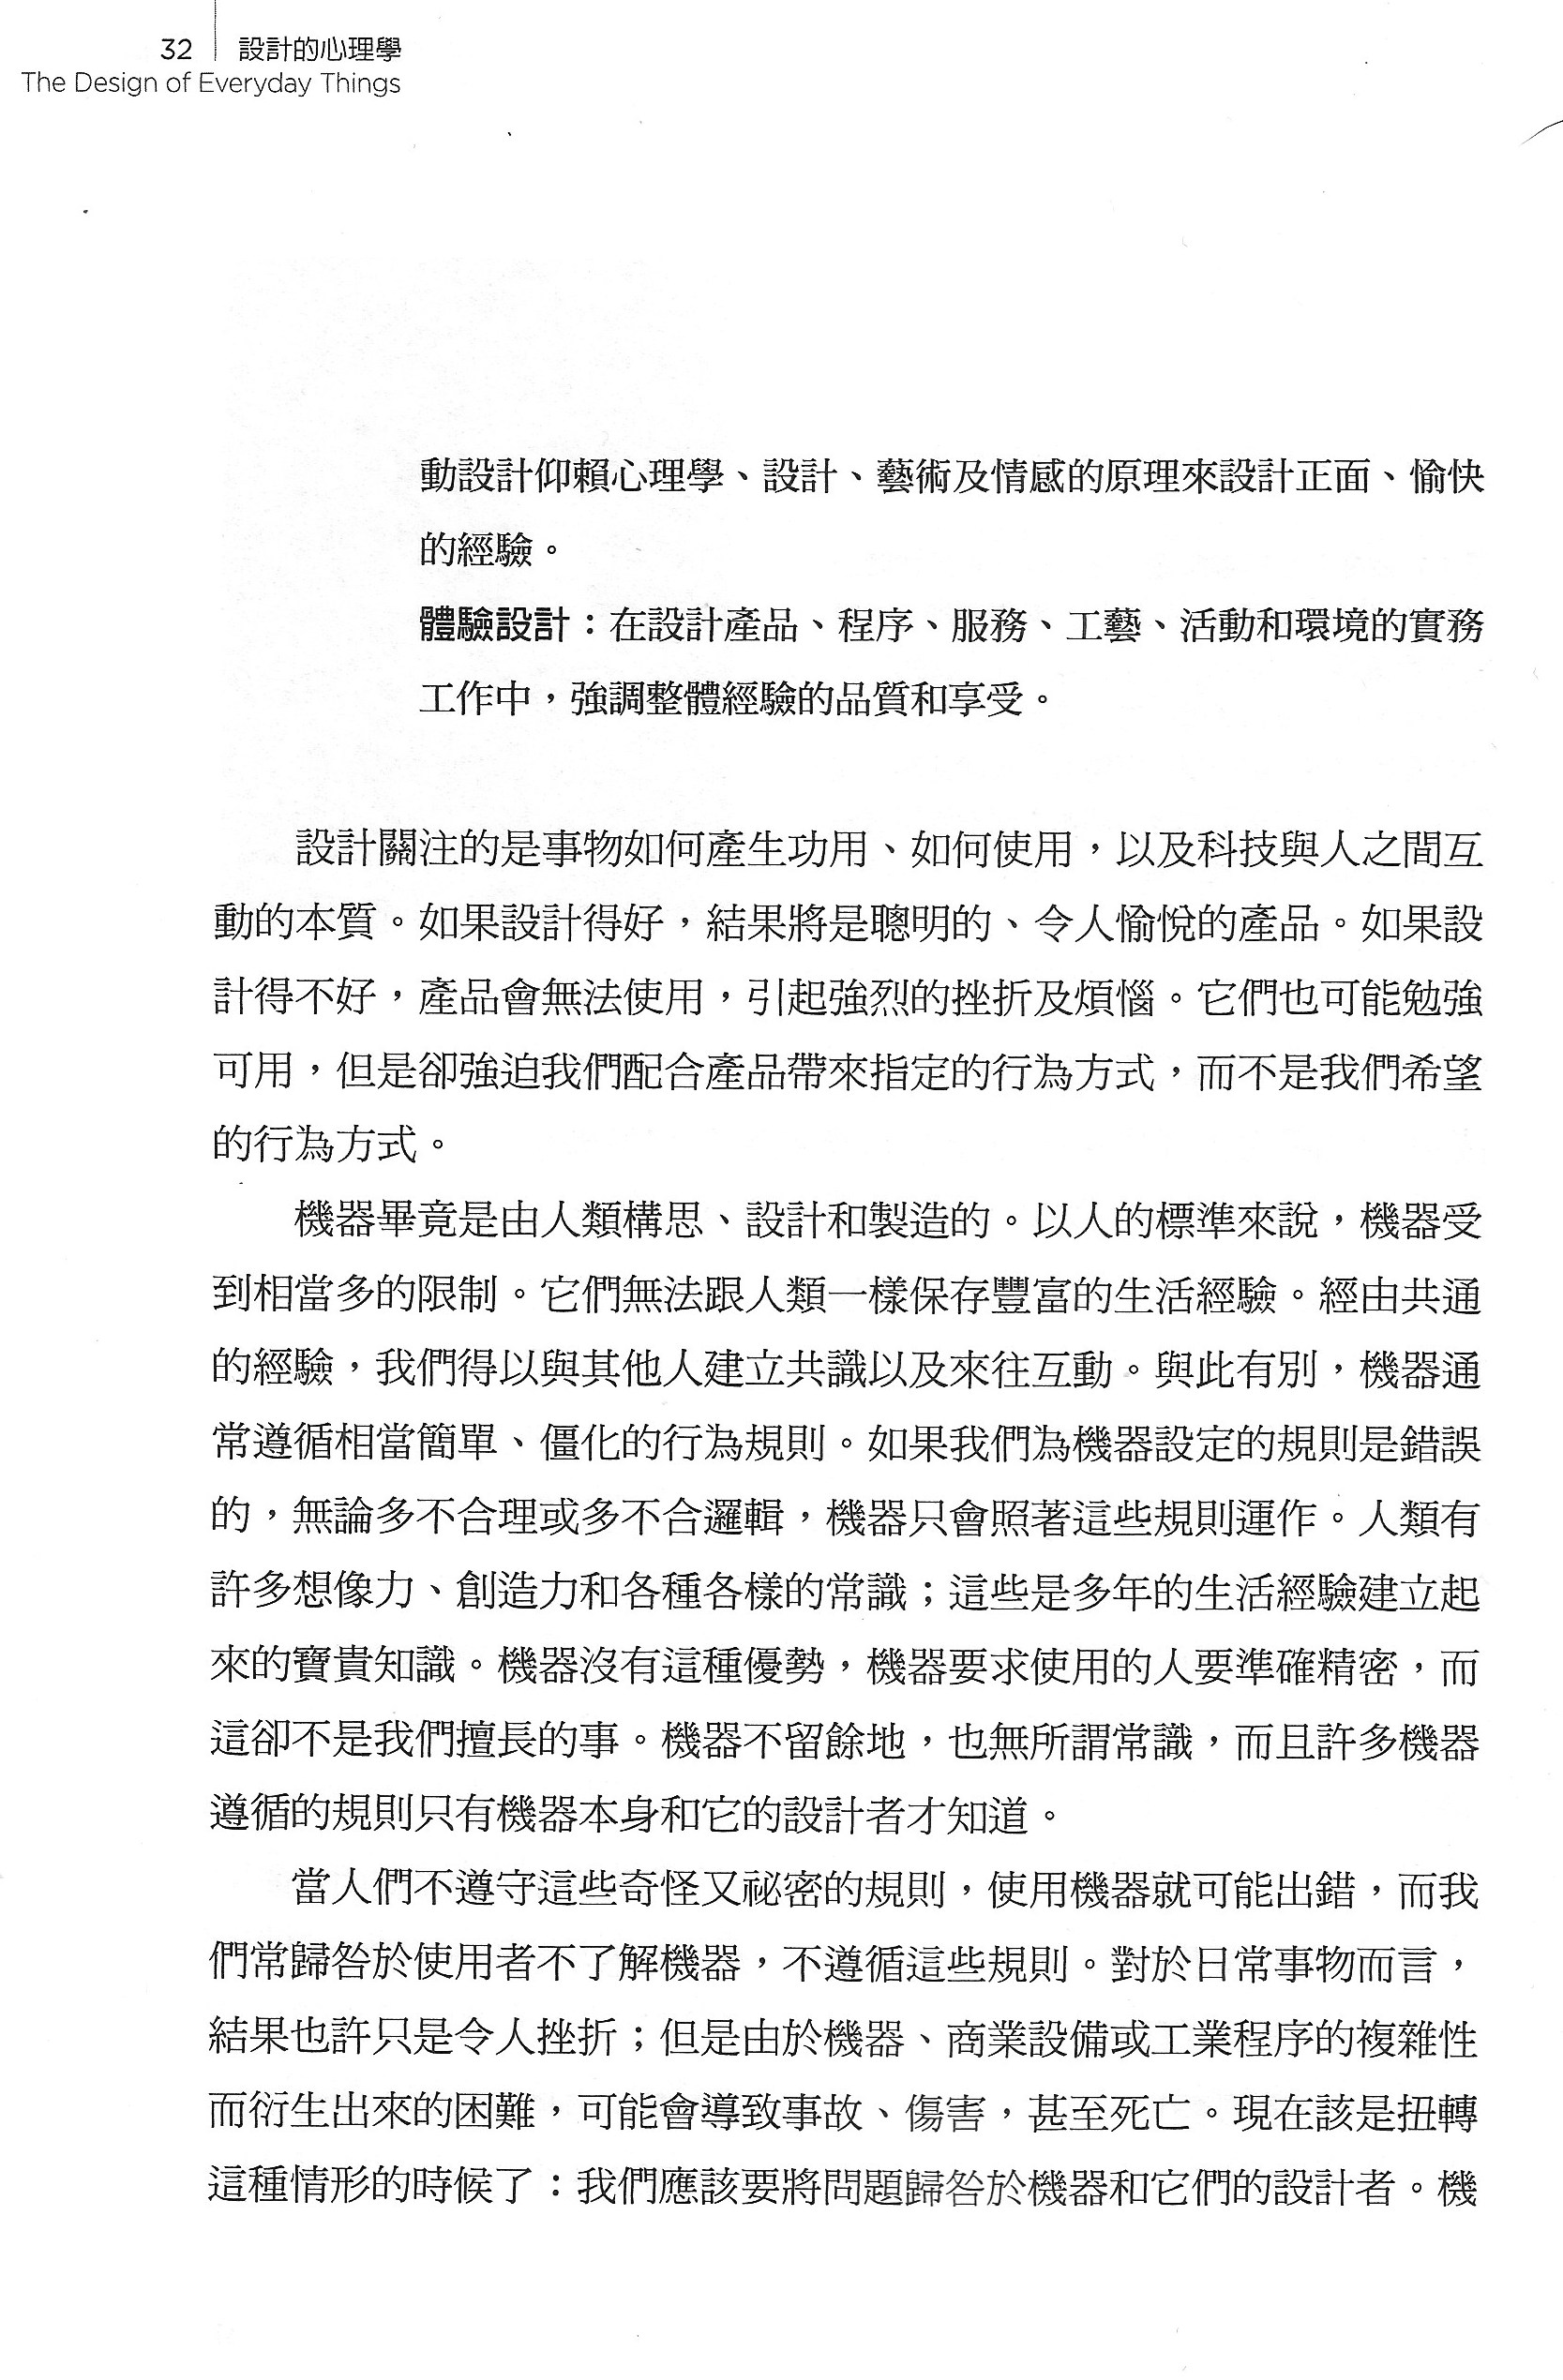 32 設計的心理學
The Design of Everyday Things
動設計仰賴心理學、設計、藝術及情感的原理來設計正面、愉快
的經驗。
體驗設計：在設計產品、程序、服務、工藝、活動和環境的實務
工作中，強調整體經驗的品質和享受。
設計關注的是事物如何產生功用、如何使用，以及科技與人之間互
動的本質。如果設計得好，結果將是聰明的、令人愉悅的產品。如果設
計得不好，產品會無法使用，引起強烈的挫折及煩惱。它們也可能勉強
可用，但是卻強迫我們配合產品帶來指定的行為方式，而不是我們希望
的行為方式。
機器畢竟是由人類構思、設計和製造的。以人的標準來說，機器受
到相當多的限制。它們無法跟人類一樣保存豐富的生活經驗。經由共通
的經驗，我們得以與其他人建立共識以及來往互動。與此有別，機器通
常遵循相當簡單、僵化的行為規則。如果我們為機器設定的規則是錯誤
的，無論多不合理或多不合邏輯，機器只會照著這些規則運作。人類有
許多想像力、創造力和各種各樣的常識；這些是多年的生活經驗建立起
來的寶貴知識。機器沒有這種優勢，機器要求使用的人要準確精密，而
這卻不是我們擅長的事。機器不留餘地，也無所謂常識，而且許多機器
遵循的規則只有機器本身和它的設計者才知道。
當人們不遵守這些奇怪又祕密的規則，使用機器就可能出錯，而我
們常歸咎於使用者不了解機器，不遵循這些規則。對於日常事物而言，
結果也許只是令人挫折；但是由於機器、商業設備或工業程序的複雜性
而衍生出來的困難，可能會導致事故、傷害，甚至死亡。現在該是扭轉
這種情形的時候了：我們應該要將問題歸咎於機器和它們的設計者。機